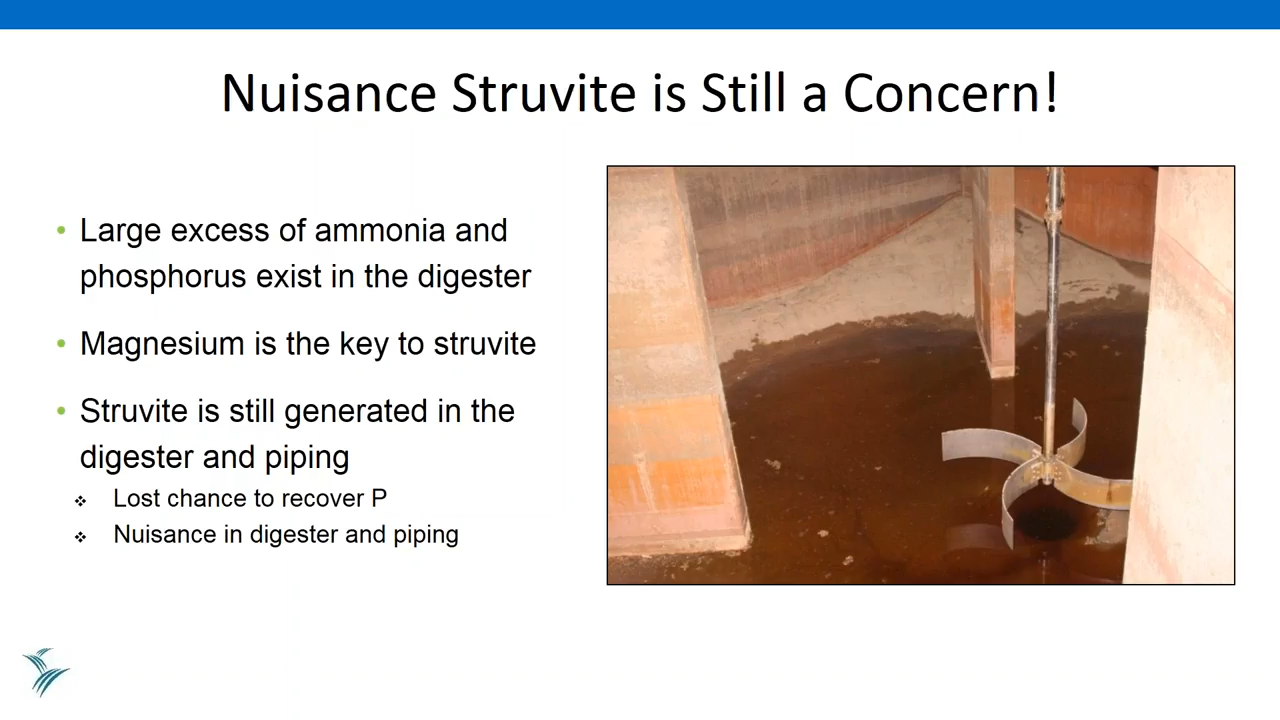 Nuisance Struvite is Still a Concern!
• Large excess of ammonia and
phosphorus exist in the digester
• Magnesium is the key to struvite
• Struvite is still generated in the
digester and piping
❖ Lost chance to recover P
❖ Nuisance in digester and piping